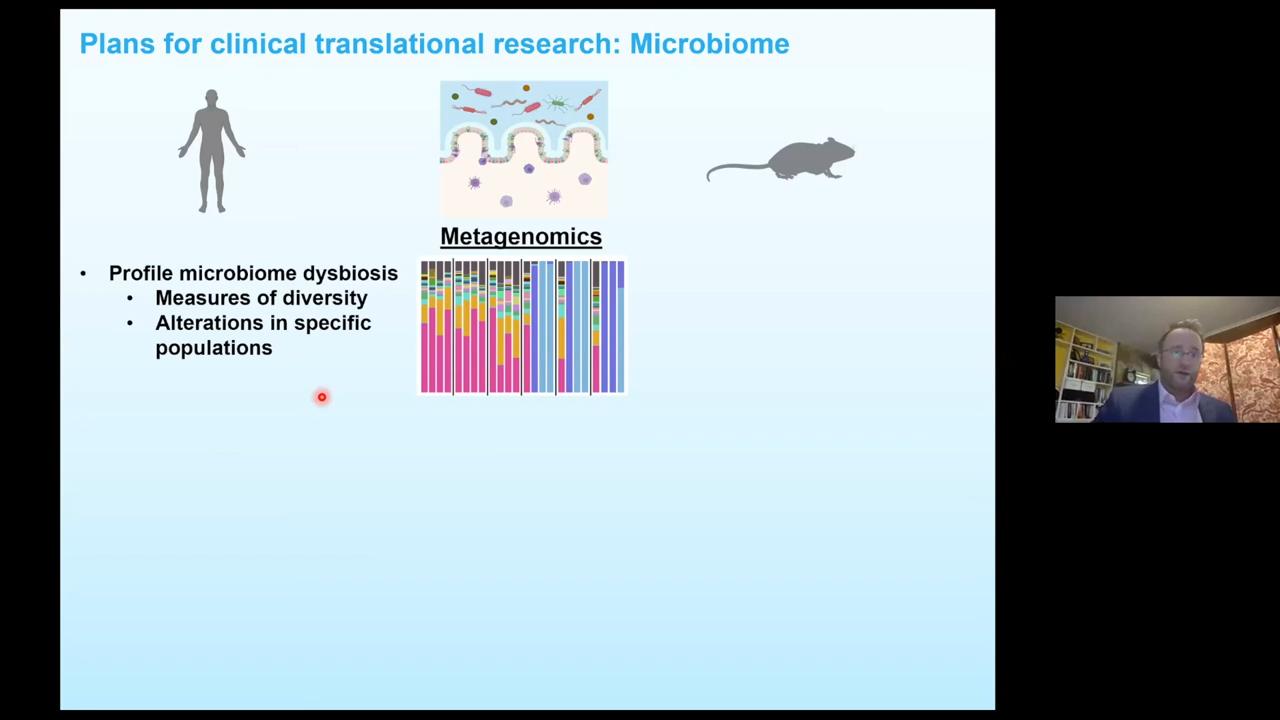 Plans for clinical translational research: Microbiome
Metagenomics
• Profile microbiome dysbiosis
• Measures of diversity
• Alterations in specific
populations